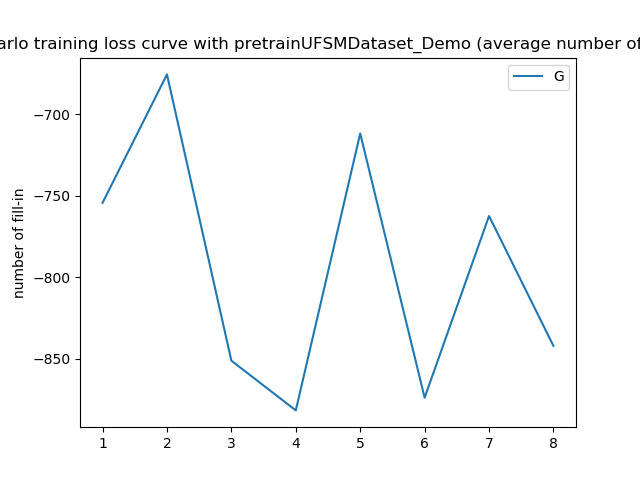 arlo training loss curve with pretrainUFSMDataset_Demo (average number of
G
number of fill-in
−700
−750
−800
−850
1 2 3 4 5 6 7 8